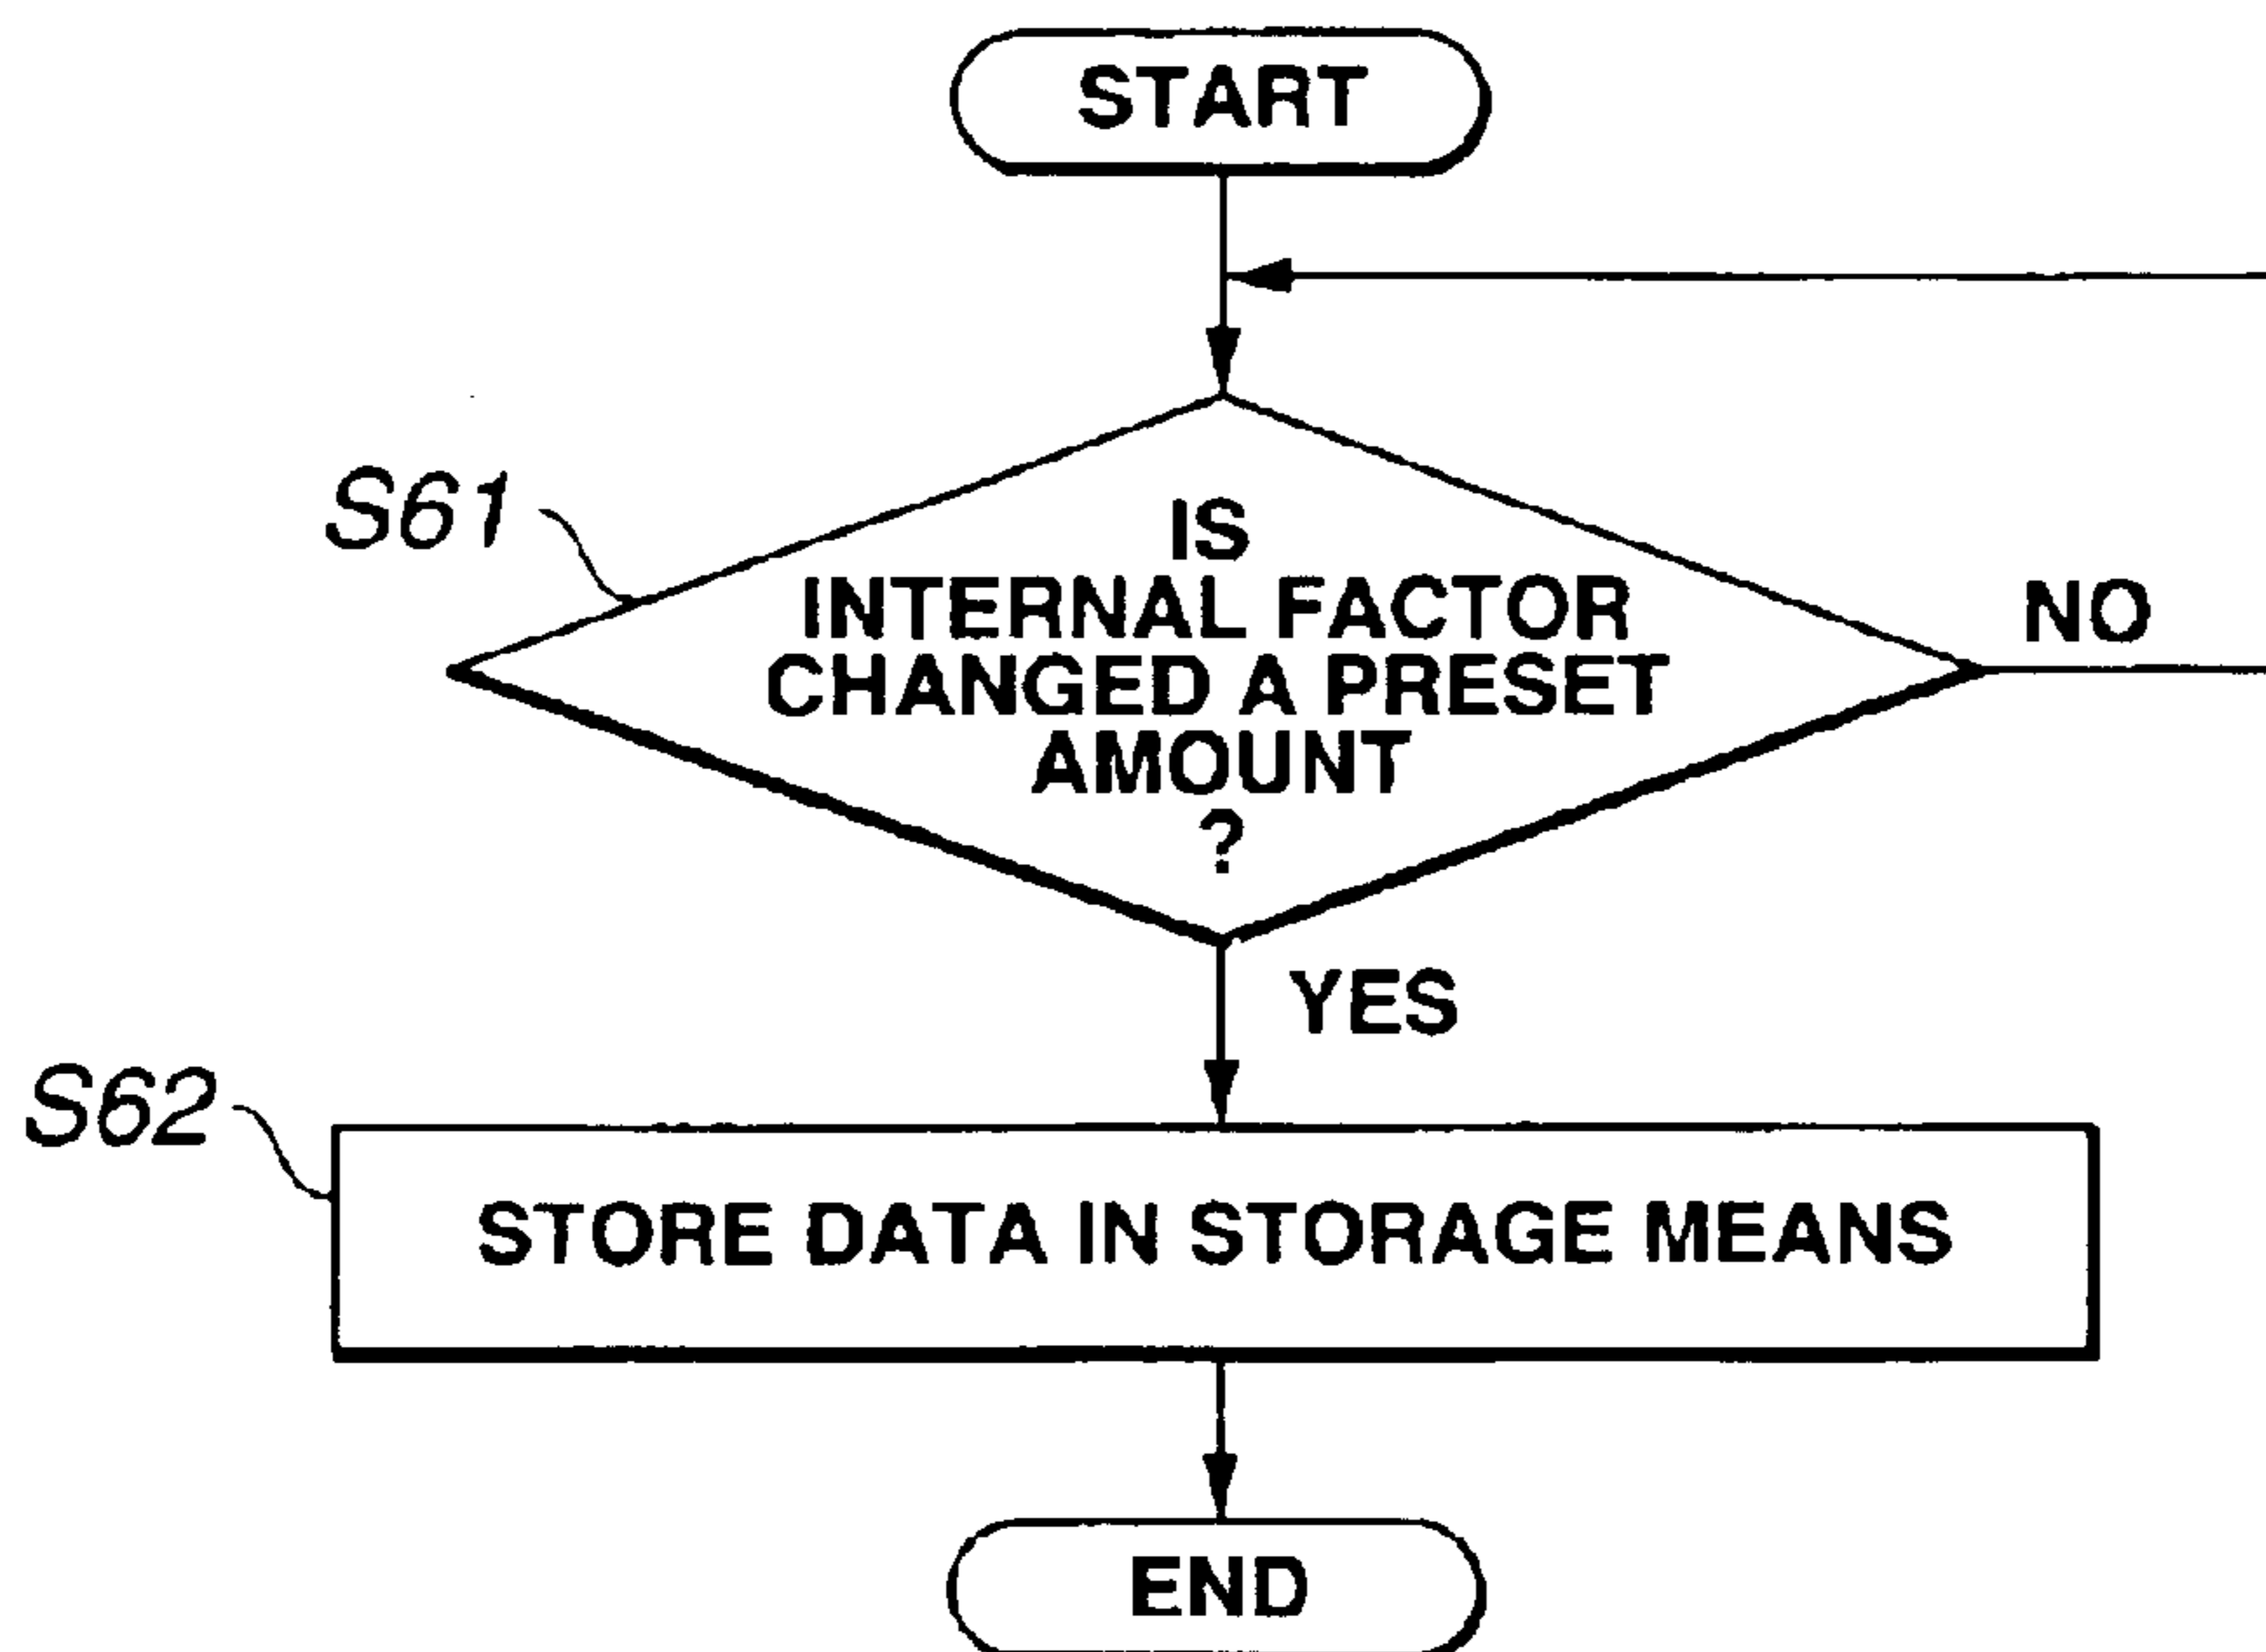 START
S61
IS
INTERNAL FACTOR
CHANGED A PRESET
AMOUNT
?
NO
YES
S62
STORE DATA IN STORAGE MEANS
END